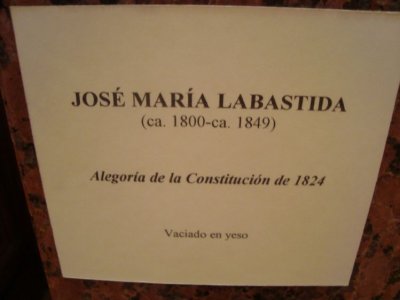 JOSÉ MARÍA LABASTIDA
(ca. 1800-ca. 1849)
Alegoría de la Constitución de 1824
Vaciado en yeso